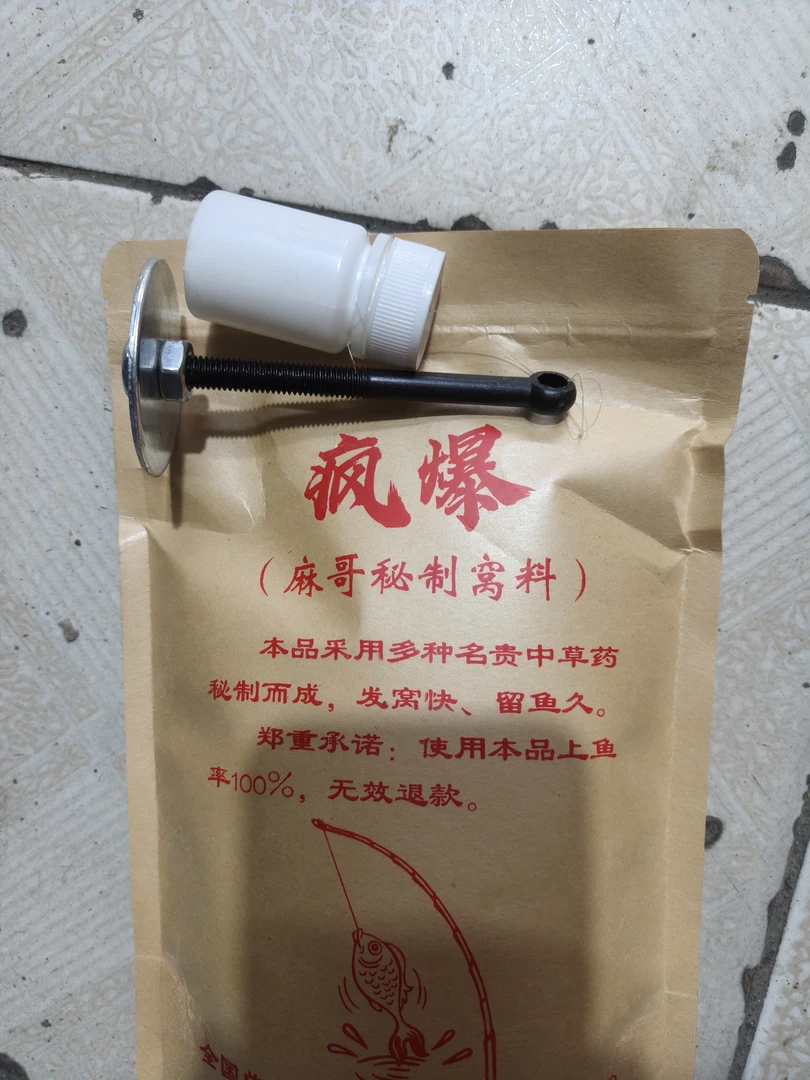 疯爆
（麻哥秘制窝料）
本品采用多种名贵中草药
秘制而成，发窝快、留鱼久。
郑重承诺：使用本品上鱼
率100%，无效退款。
全国